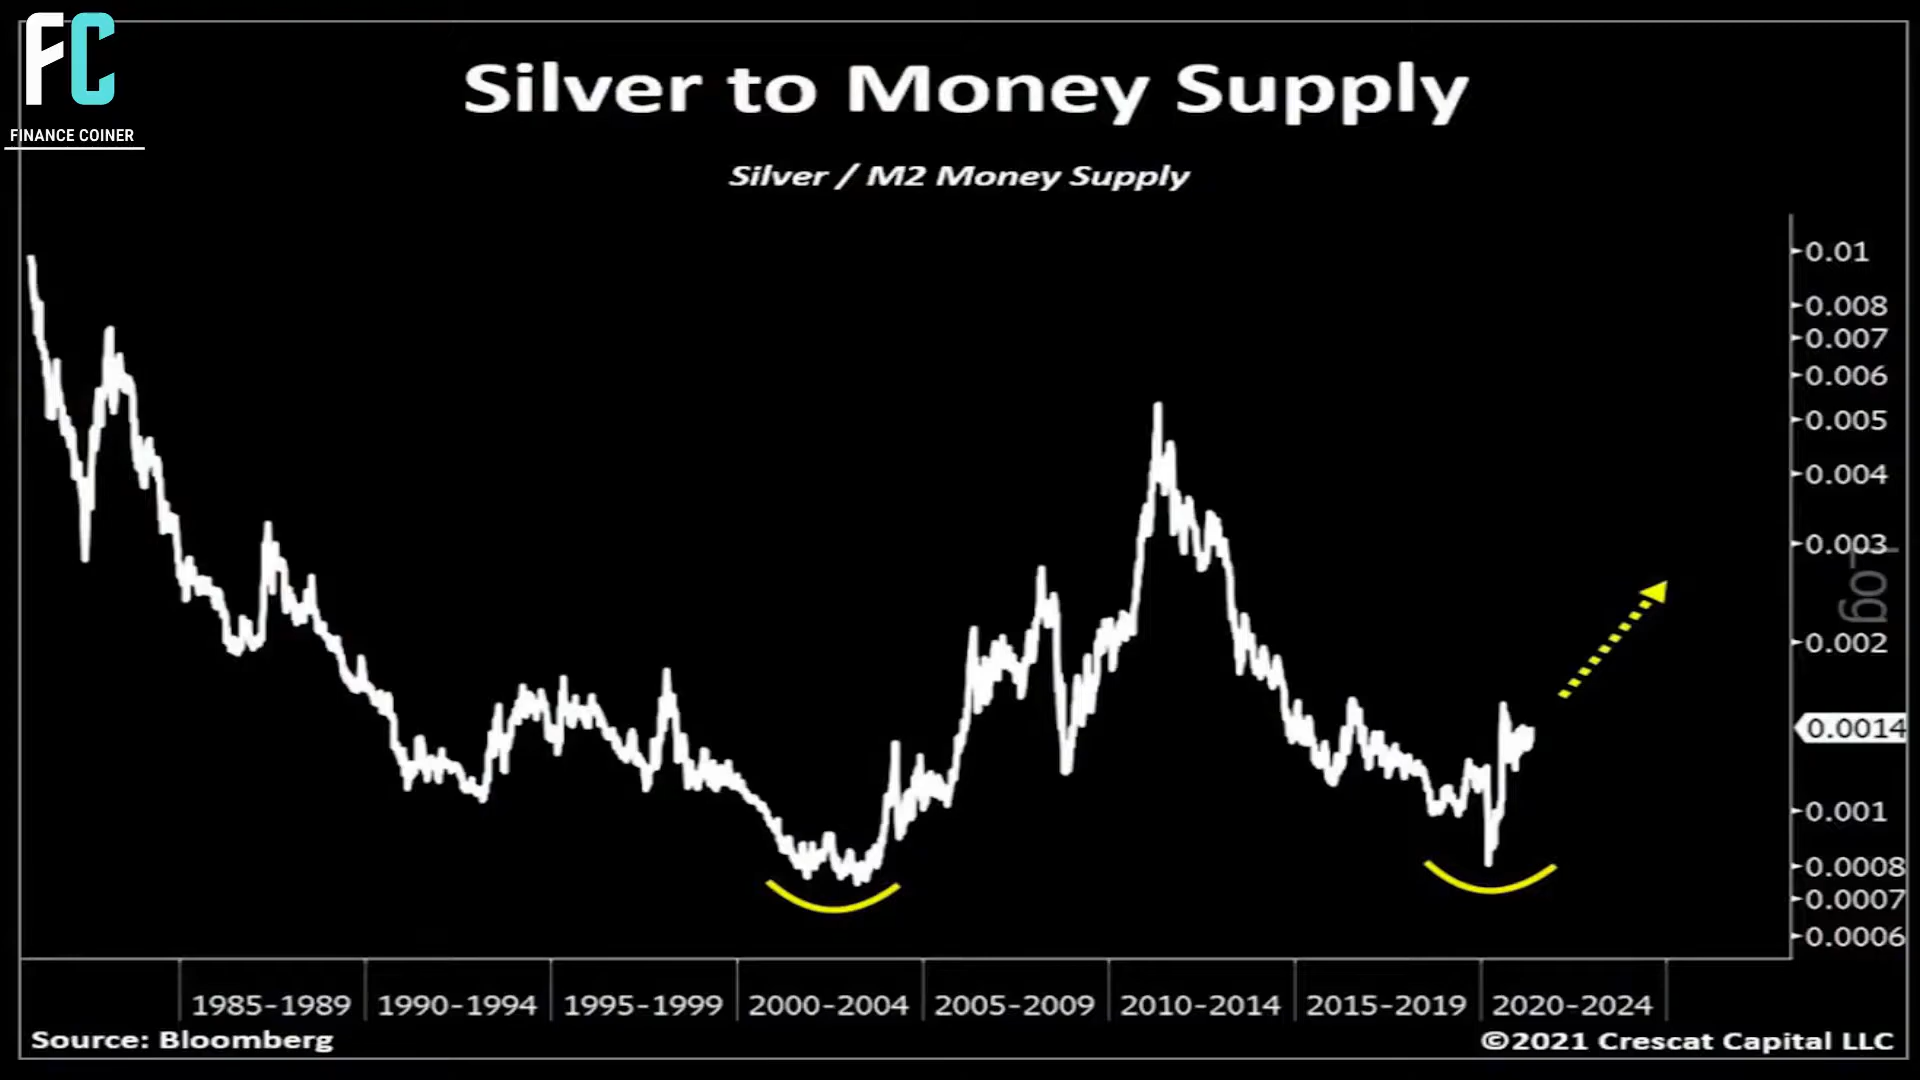 FC
FINANCE COINER
Silver to Money Supply
Silver / M2 Money Supply
0.01
0.008
0.007
0.006
0.005
0.004
0.003
Log
0.002
0.0014
0.001
0.0008
0.0007
0.0006
1985-1989 1990-1994 1995-1999 2000-2004 2005-2009 2010-2014 2015-2019 2020-2024
Source: Bloomberg ©2021 Crescat Capital LLC